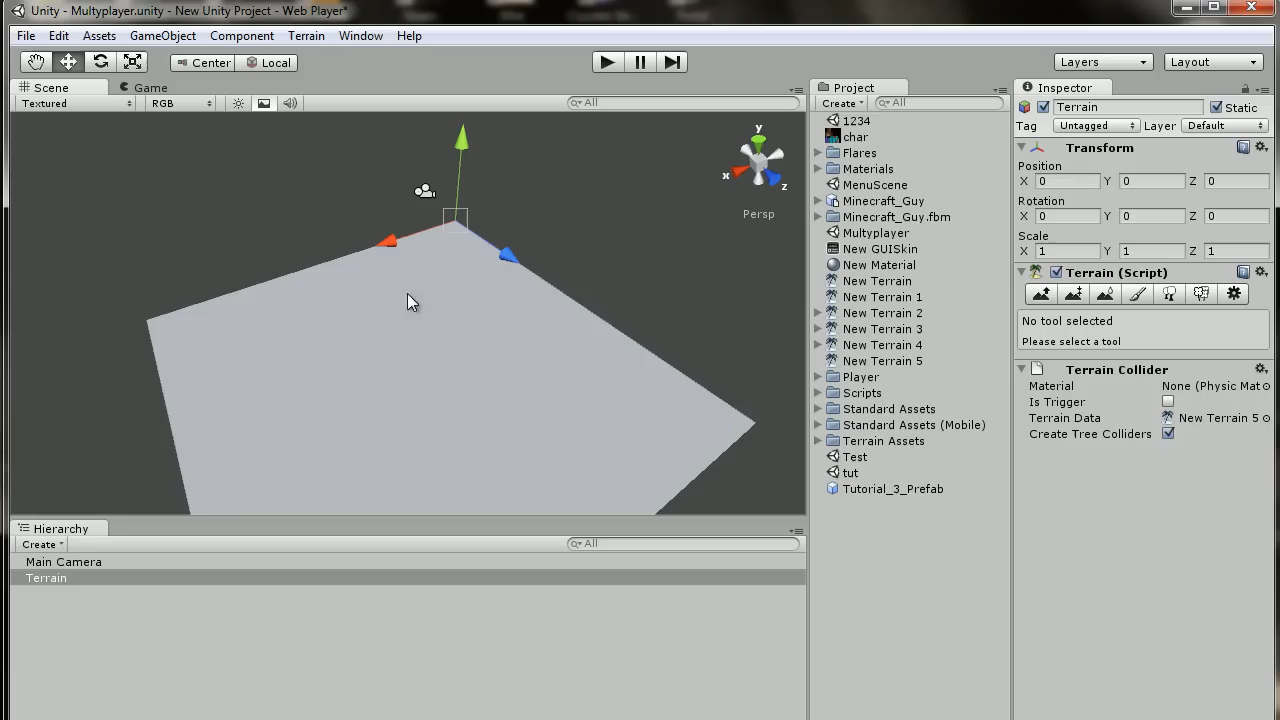 Unity - Multyplayer.unity - New Unity Project - Web Player*
File Edit Assets GameObject Component Terrain Window Help
Center Local Layers Layout
Scene Game
Textured RGB All
y
x
z
Persp
Hierarchy
Create All
Main Camera
Terrain
Project
Create All
1234
char
Flares
Materials
MenuScene
Minecraft_Guy
Minecraft_Guy.fbm
Multyplayer
New GUISkin
New Material
New Terrain
New Terrain 1
New Terrain 2
New Terrain 3
New Terrain 4
New Terrain 5
Player
Scripts
Standard Assets
Standard Assets (Mobile)
Terrain Assets
Test
tut
Tutorial_3_Prefab
Inspector
Terrain Static
Tag Untagged Layer Default
Transform
Position
X 0 Y 0 Z 0
Rotation
X 0 Y 0 Z 0
Scale
X 1 Y 1 Z 1
Terrain (Script)
No tool selected
Please select a tool
Terrain Collider
Material None (Physic Mat
Is Trigger
Terrain Data New Terrain 5
Create Tree Colliders